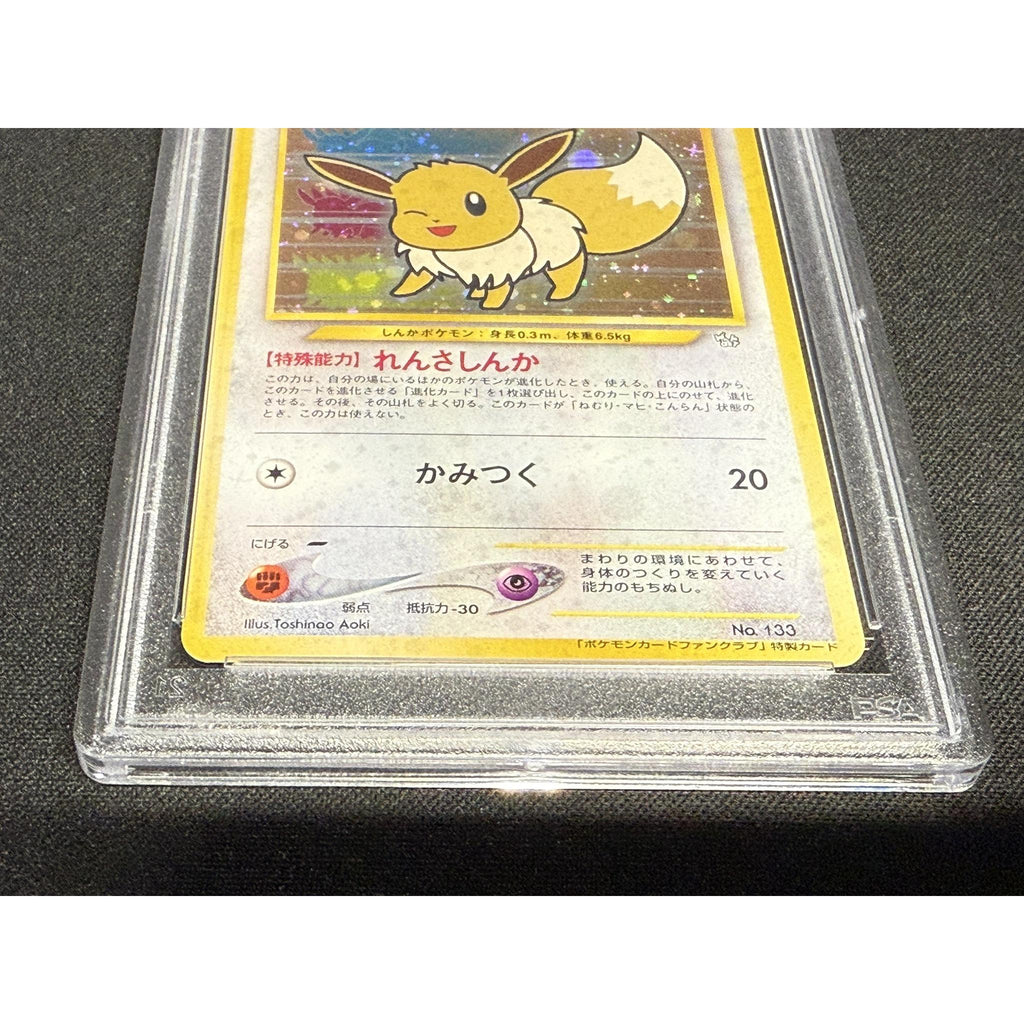 しんかポケモン：身長0.3m、体重6.5kg
【特殊能力】れんさしんか
この力は、自分の場にいるほかのポケモンが進化したとき、使える。自分の山札から、
このカードを進化させる「進化カード」を1枚選び出し、このカードの上にのせて、進化
させる。その後、その山札をよく切る。このカードが「ねむり・マヒ・こんらん」状態の
とき、この力は使えない。
かみつく 20
にげる
弱点 抵抗力-30
まわりの環境にあわせて、
身体のつくりを変えていく
能力のもちぬし。
Illus.Toshinao Aoki
No. 133
「ポケモンカードファンクラブ」特製カード
PSA